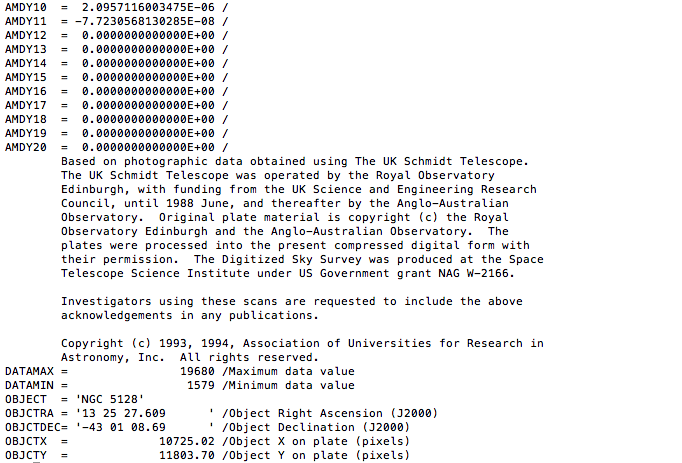 AMDY10  =  2.0957116003475E-06 /
AMDY11  = -7.7230568130285E-08 /
AMDY12  =  0.0000000000000E+00 /
AMDY13  =  0.0000000000000E+00 /
AMDY14  =  0.0000000000000E+00 /
AMDY15  =  0.0000000000000E+00 /
AMDY16  =  0.0000000000000E+00 /
AMDY17  =  0.0000000000000E+00 /
AMDY18  =  0.0000000000000E+00 /
AMDY19  =  0.0000000000000E+00 /
AMDY20  =  0.0000000000000E+00 /
        Based on photographic data obtained using The UK Schmidt Telescope.
        The UK Schmidt Telescope was operated by the Royal Observatory
        Edinburgh, with funding from the UK Science and Engineering Research
        Council, until 1988 June, and thereafter by the Anglo-Australian
        Observatory.  Original plate material is copyright (c) the Royal
        Observatory Edinburgh and the Anglo-Australian Observatory.  The
        plates were processed into the present compressed digital form with
        their permission.  The Digitized Sky Survey was produced at the Space
        Telescope Science Institute under US Government grant NAG W-2166.

        Investigators using these scans are requested to include the above
        acknowledgements in any publications.

        Copyright (c) 1993, 1994, Association of Universities for Research in
        Astronomy, Inc.  All rights reserved.
DATAMAX =                19680 /Maximum data value
DATAMIN =                 1579 /Minimum data value
OBJECT  = 'NGC 5128'
OBJCTRA = '13 25 27.609      ' /Object Right Ascension (J2000)
OBJCTDEC= '-43 01 08.69      ' /Object Declination (J2000)
OBJCTX  =             10725.02 /Object X on plate (pixels)
OBJCTY  =             11803.70 /Object Y on plate (pixels)